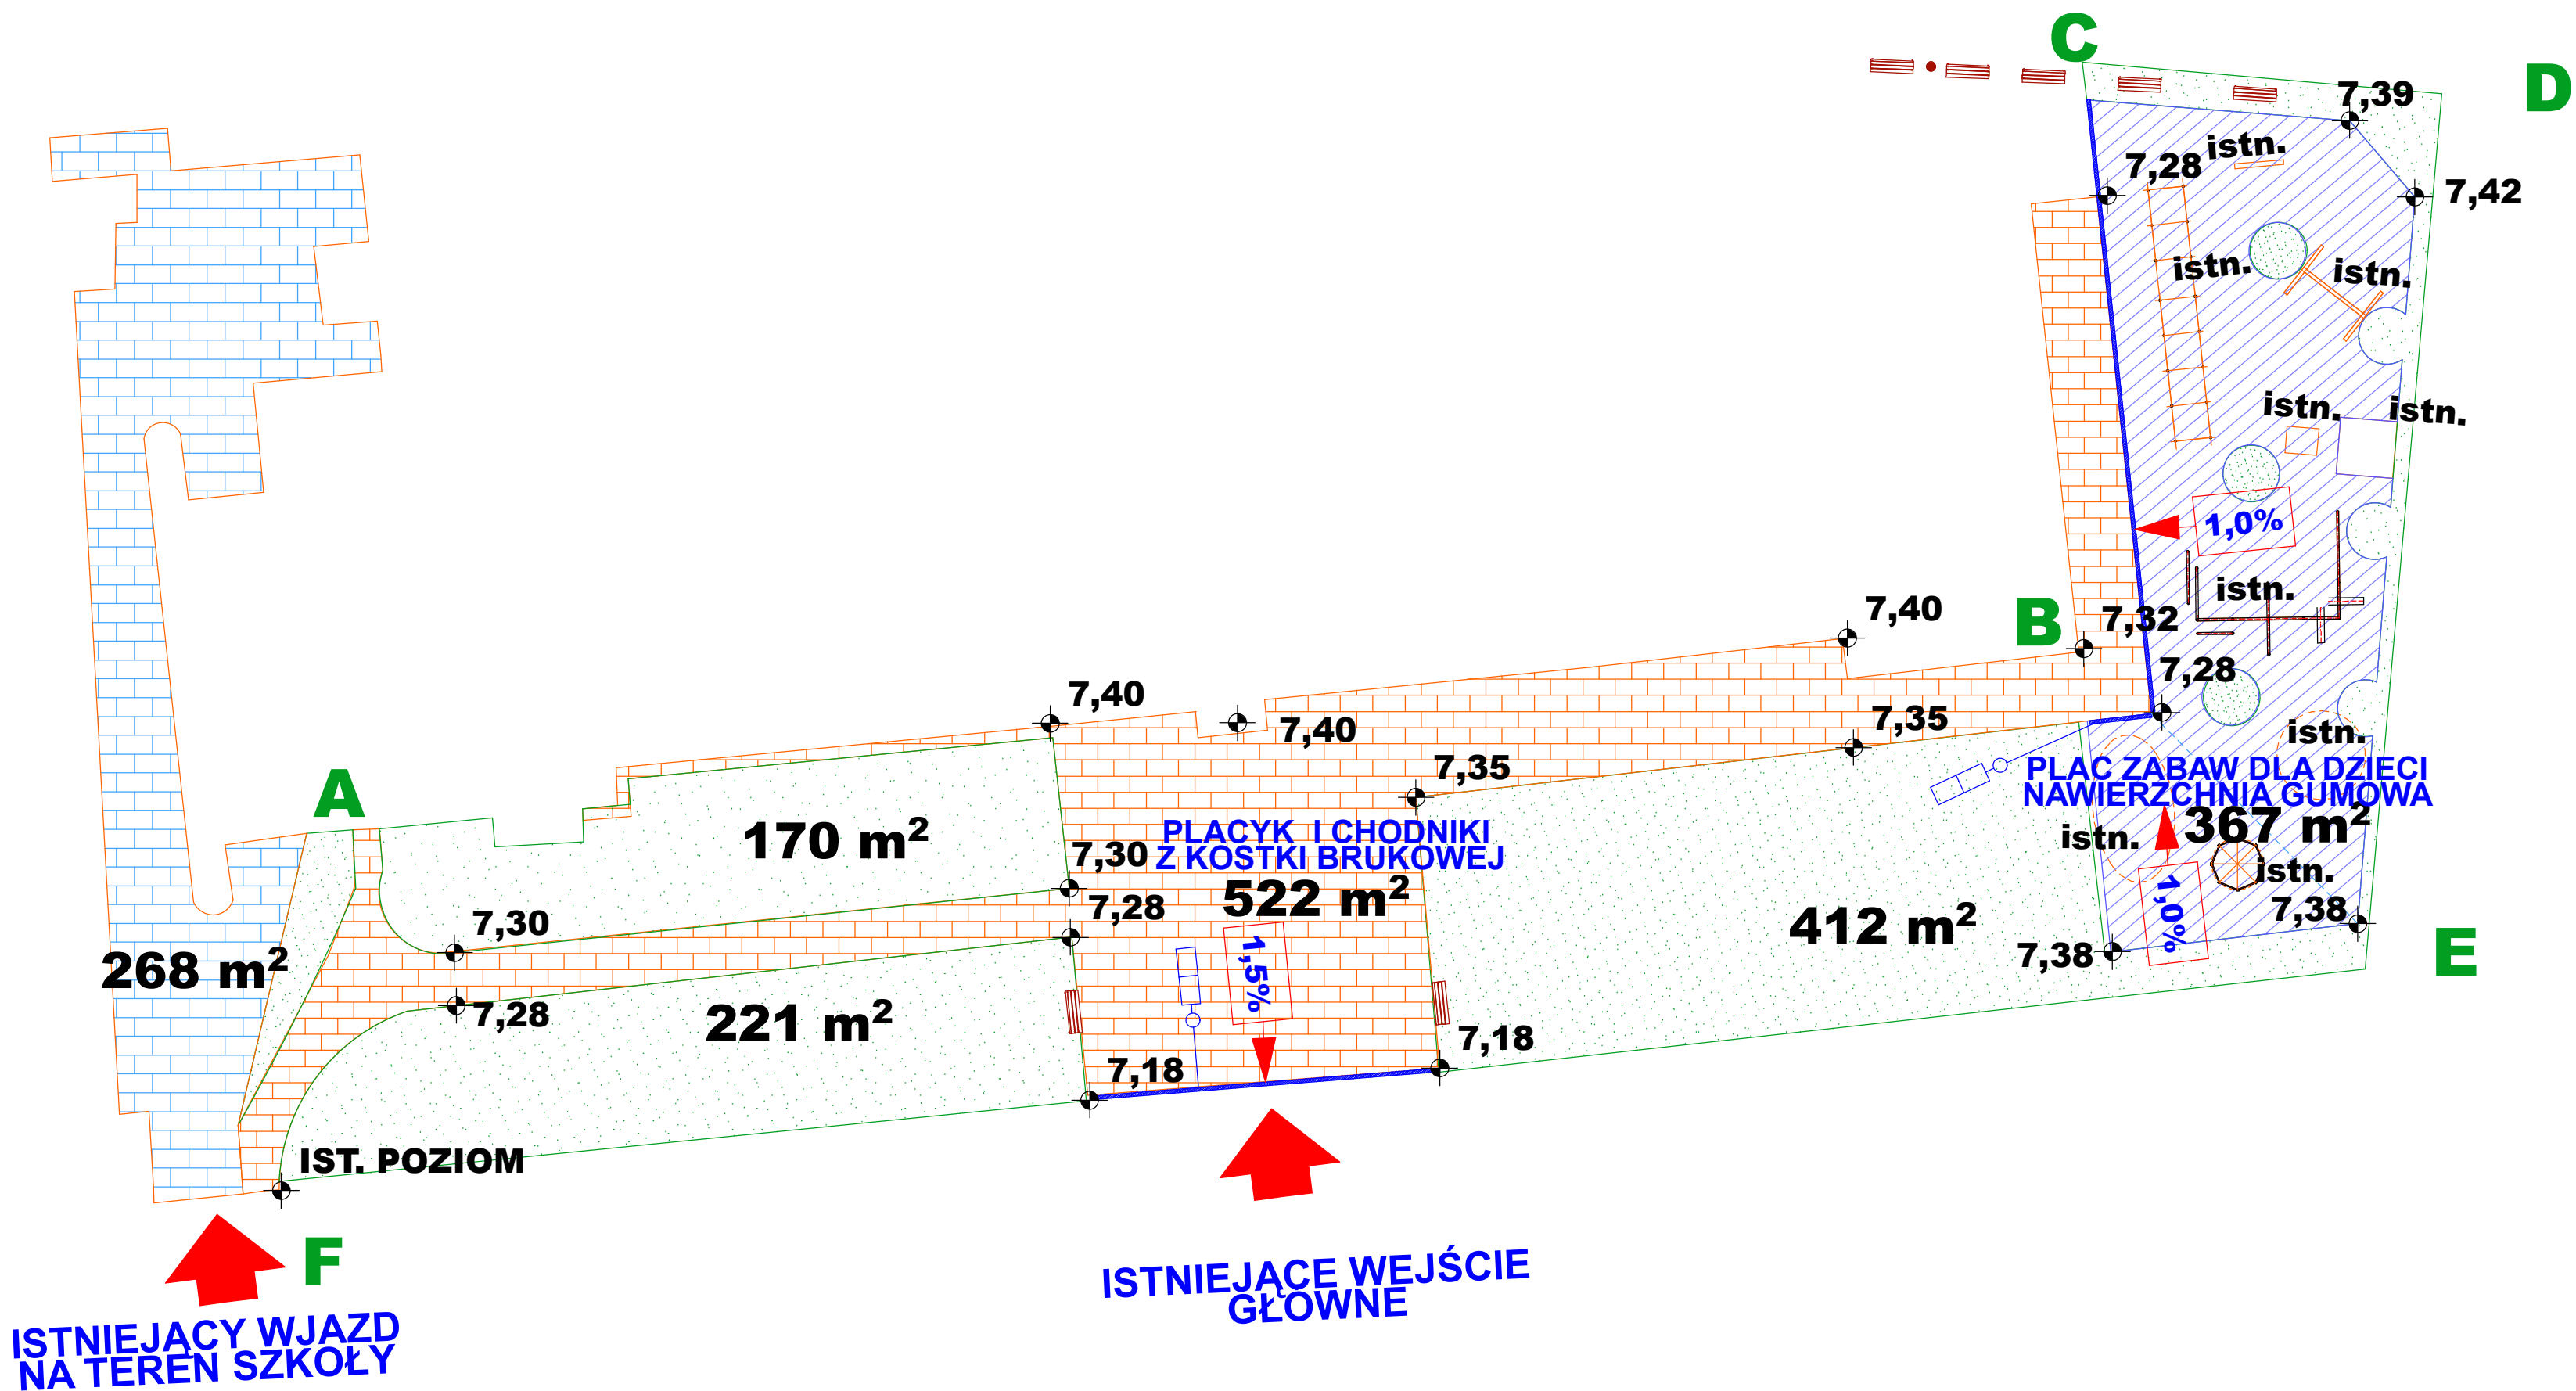 C
D
7,39
istn.
7,28
7,42
istn.
istn.
istn.
istn.
1,0%
istn.
B
7,32
7,40
7,28
7,40
7,35
7,40
istn.
7,35
PLAC ZABAW DLA DZIECI
NAWIERZCHNIA GUMOWA
367 m²
istn.
istn.
A
170 m²
PLACYK I CHODNIKI
Z KOSTKI BRUKOWEJ
522 m²
7,30
7,28
7,30
412 m²
7,38
7,38
1,0%
E
268 m²
1,5%
221 m²
7,28
7,18
7,18
IST. POZIOM
F
ISTNIEJĄCE WEJŚCIE
GŁÓWNE
ISTNIEJĄCY WJAZD
NA TEREN SZKOŁY